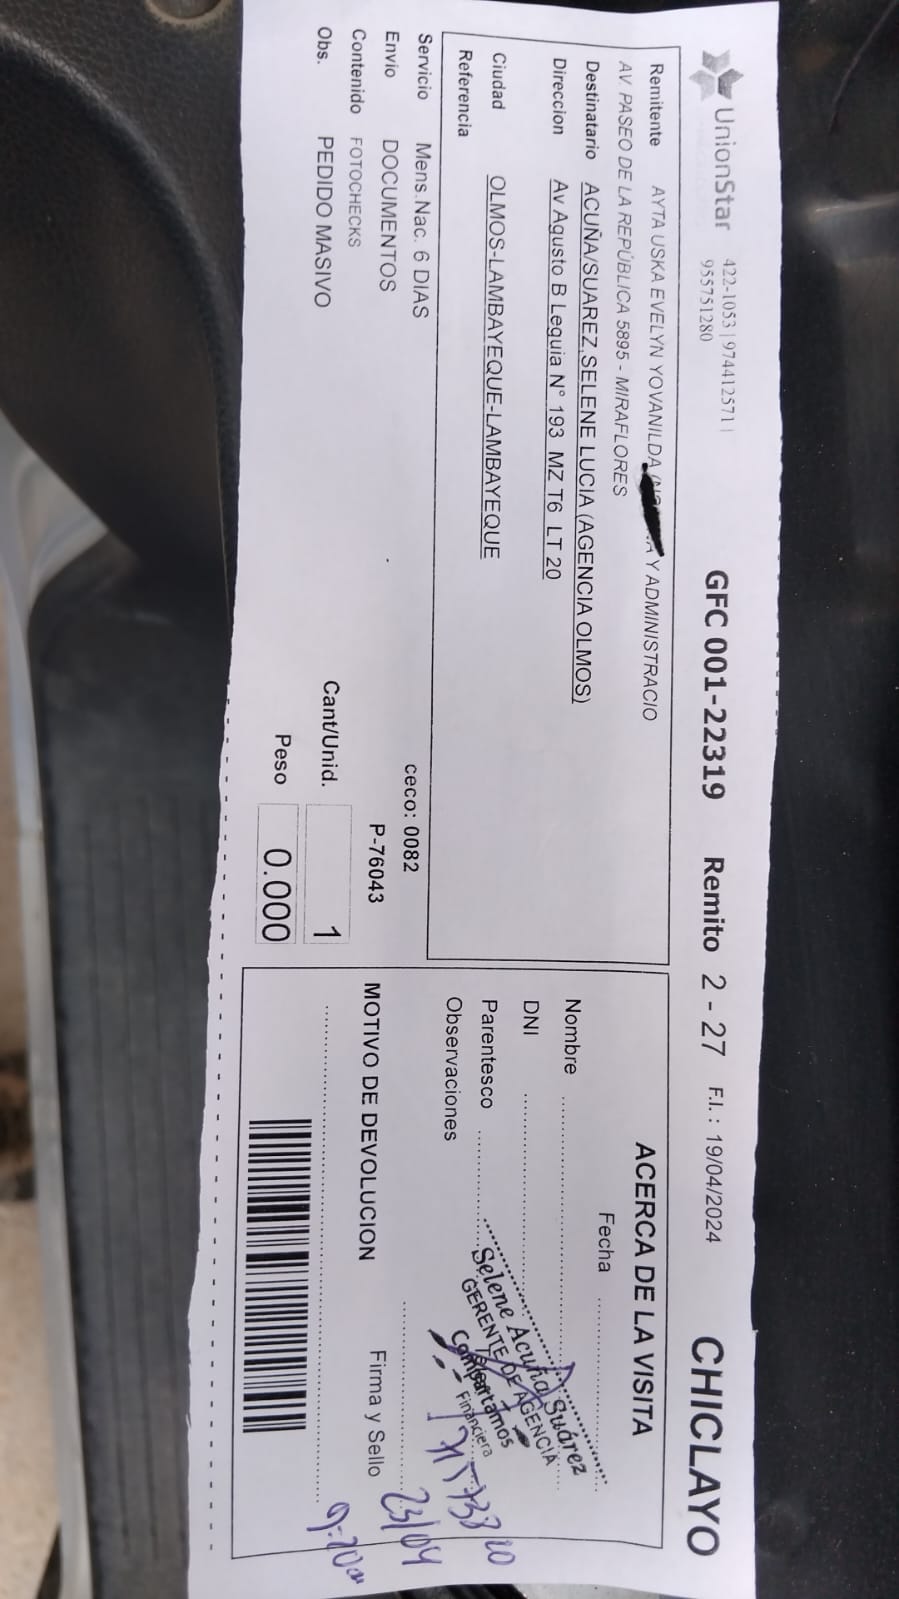 UnionStar 422-1053 | 974412571 |
955751280
GFC 001-22319 Remito 2 - 27 F.I.: 19/04/2024 CHICLAYO
Remitente AYTA USKA EVELYN YOVANILDA Y ADMINISTRACIO
AV PASEO DE LA REPÚBLICA 5895 - MIRAFLORES
Destinatario ACUÑA/SUAREZ,SELENE LUCIA (AGENCIA OLMOS)
Direccion Av Agusto B Leguia N° 193 MZ T6 LT 20
Ciudad OLMOS-LAMBAYEQUE-LAMBAYEQUE
Referencia
Servicio Mens.Nac. 6 DIAS ceco: 0082
Envio DOCUMENTOS P-76043
Contenido FOTOCHECKS
Obs. PEDIDO MASIVO
Cant/Unid. 1
Peso 0.000
ACERCA DE LA VISITA
Fecha
Nombre
DNI
Parentesco
Observaciones
Selene Acuña Suárez
GERENTE DE AGENCIA
Compartamos
Financiera
MOTIVO DE DEVOLUCION
Firma y Sello
23/04